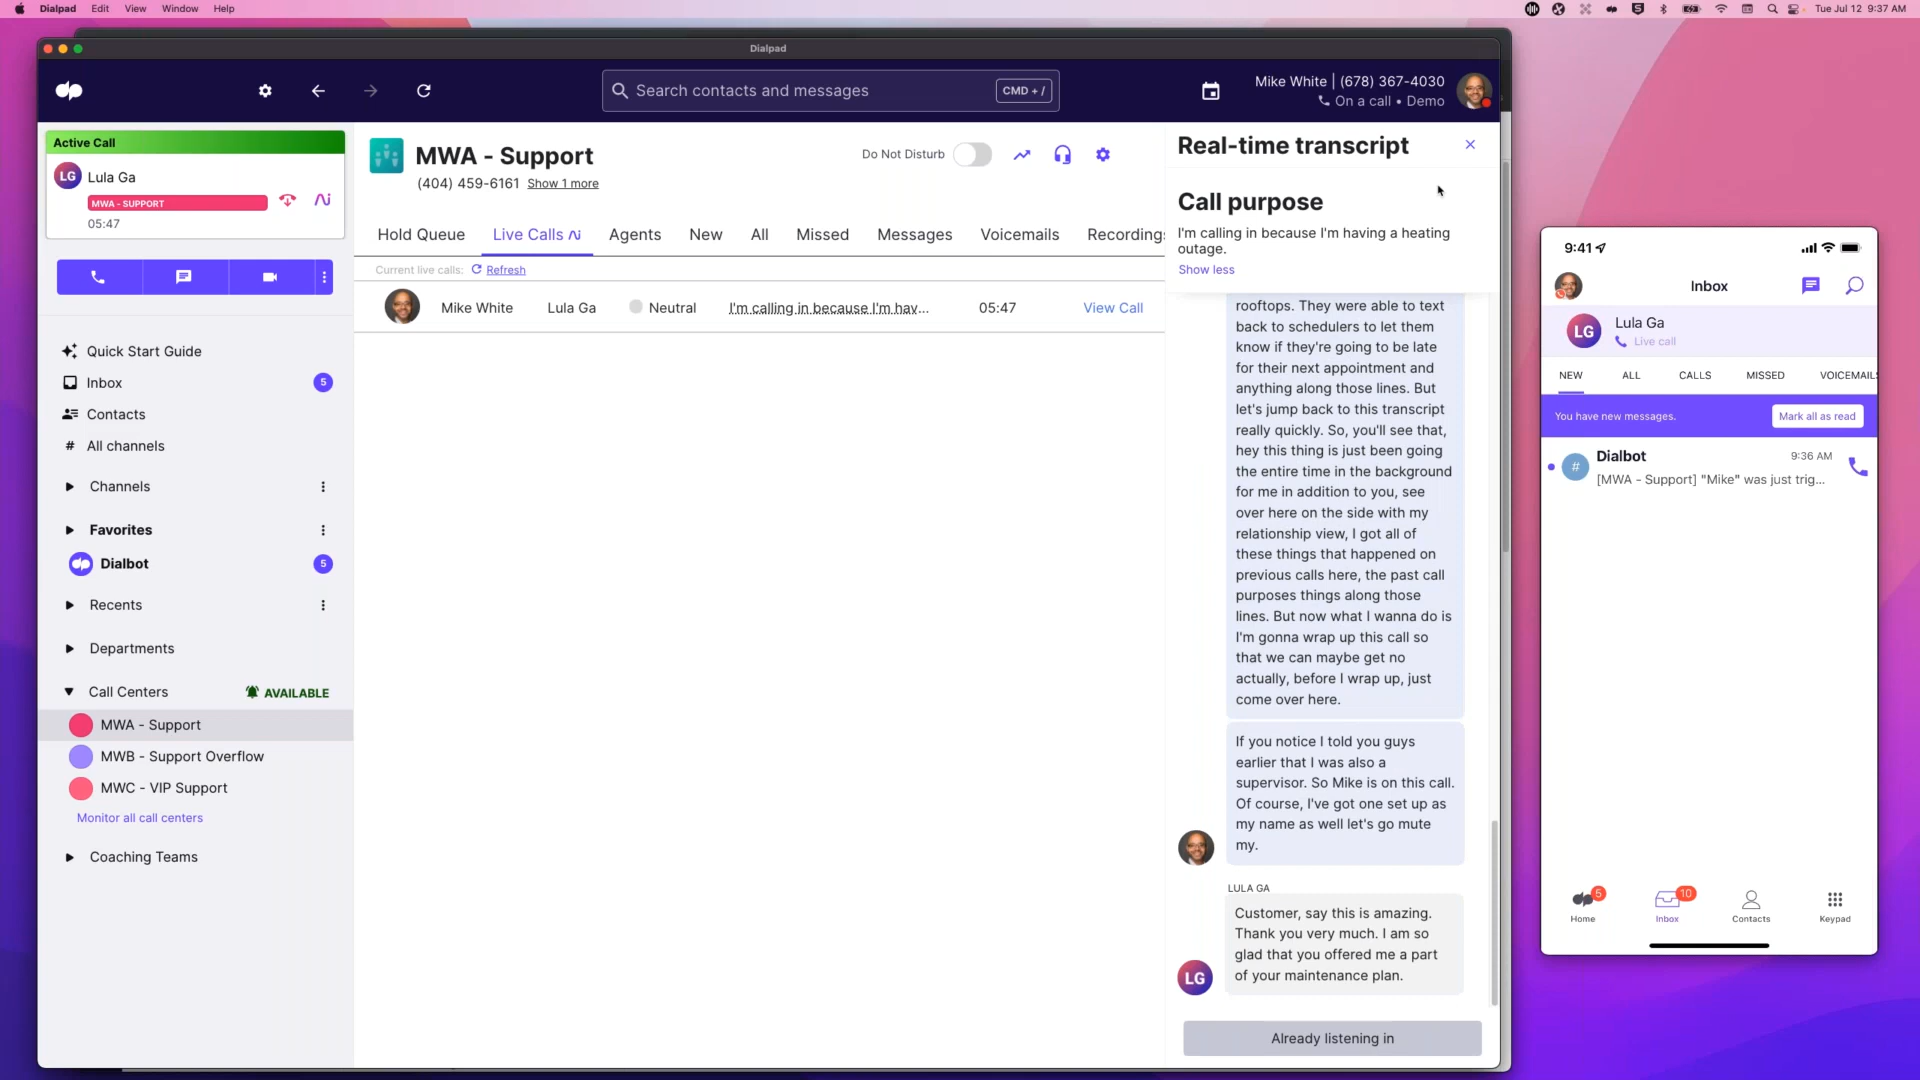 Dialpad Edit View Window Help
Tue Jul 12 9:37 AM
Dialpad
Search contacts and messages CMD + /
Mike White | (678) 367-4030
On a call • Demo
Active Call
LG Lula Ga
MWA - SUPPORT
05:47
Quick Start Guide
Inbox 5
Contacts
# All channels
Channels
Favorites
Dialbot 5
Recents
Departments
Call Centers AVAILABLE
MWA - Support
MWB - Support Overflow
MWC - VIP Support
Monitor all call centers
Coaching Teams
MWA - Support
(404) 459-6161 Show 1 more
Do Not Disturb
Hold Queue Live Calls Agents New All Missed Messages Voicemails Recordings
Current live calls: Refresh
Mike White Lula Ga Neutral I'm calling in because I'm hav... 05:47 View Call
Real-time transcript
Call purpose
I'm calling in because I'm having a heating
outage.
Show less
rooftops. They were able to text
back to schedulers to let them
know if they're going to be late
for their next appointment and
anything along those lines. But
let's jump back to this transcript
really quickly. So, you'll see that,
hey this thing is just been going
the entire time in the background
for me in addition to you, see
over here on the side with my
relationship view, I got all of
these things that happened on
previous calls here, the past call
purposes things along those
lines. But now what I wanna do is
I'm gonna wrap up this call so
that we can maybe get no
actually, before I wrap up, just
come over here.
If you notice I told you guys
earlier that I was also a
supervisor. So Mike is on this call.
Of course, I've got one set up as
my name as well let's go mute
my.
LULA GA
Customer, say this is amazing.
Thank you very much. I am so
glad that you offered me a part
of your maintenance plan.
LG
Already listening in
9:41
Inbox
LG Lula Ga
Live call
NEW ALL CALLS MISSED VOICEMAILS
You have new messages. Mark all as read
# Dialbot 9:36 AM
[MWA - Support] "Mike" was just trig...
5 10
Home Inbox Contacts Keypad